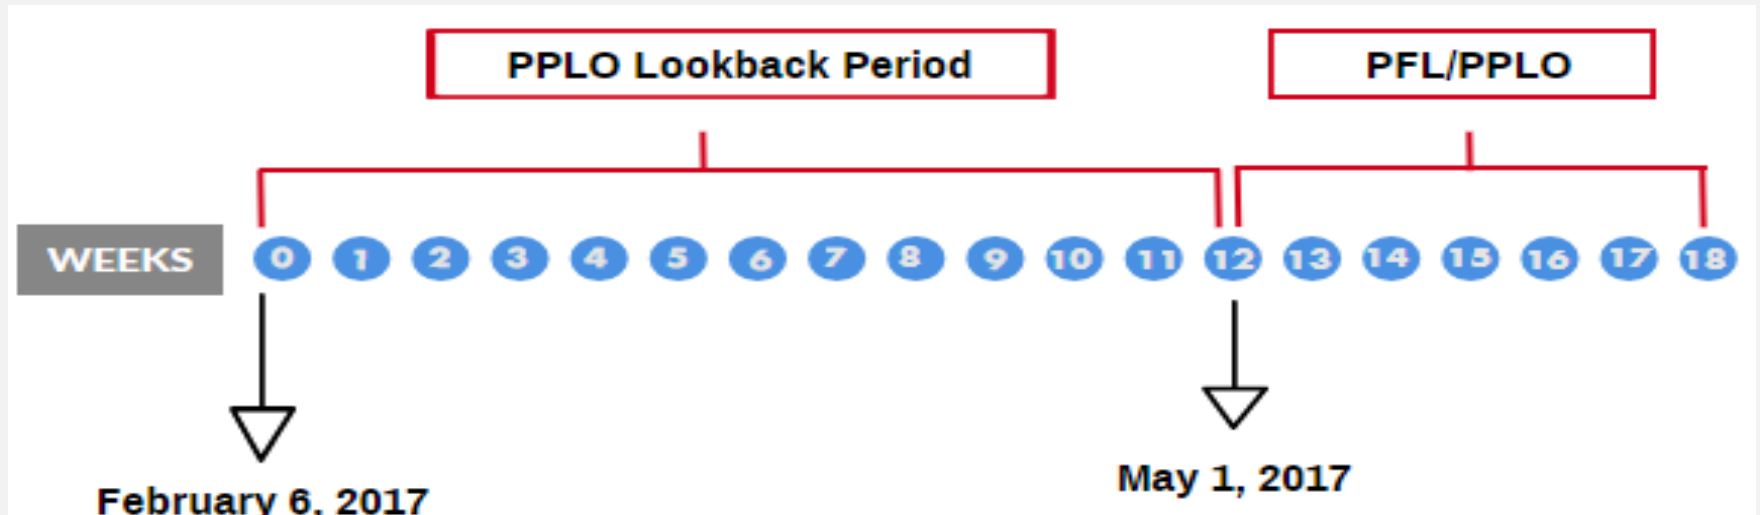 PPLO Lookback Period PFL/PPLO
WEEKS 0 1 2 3 4 5 6 7 8 9 10 11 12 13 14 15 16 17 18
May 1, 2017
February 6, 2017